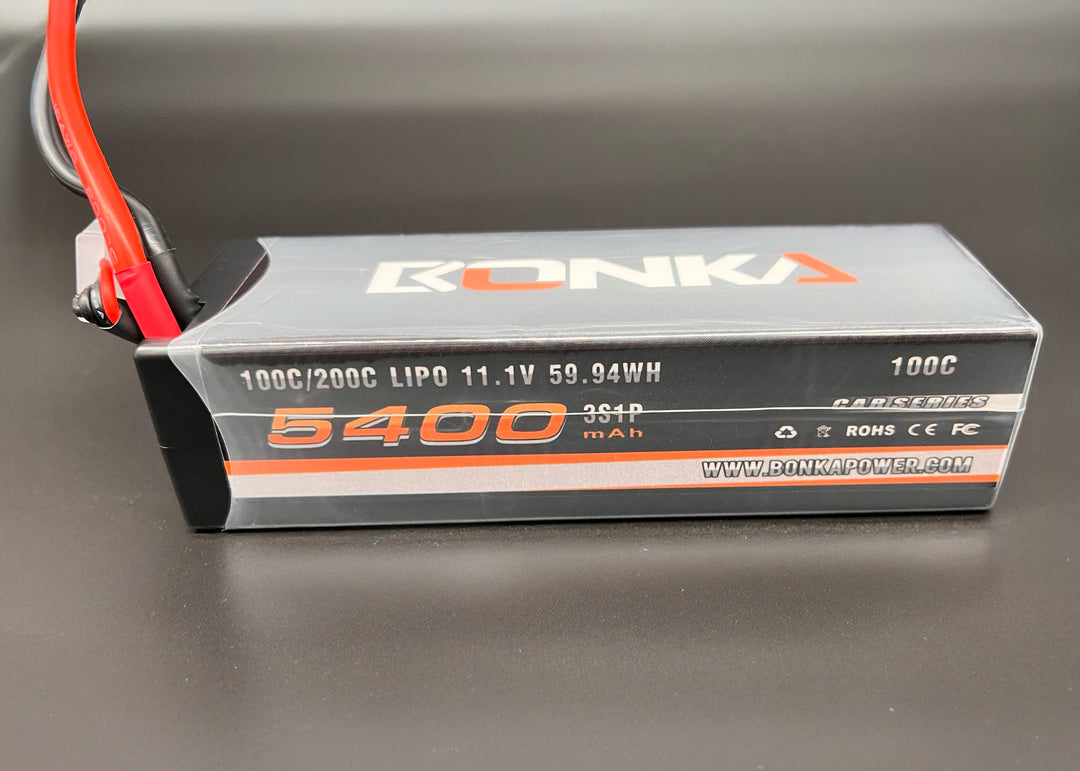 BONKA
100C/200C LIPO 11.1V 59.94WH
100C
5400
3S1P
mAh
CAR SERIES
ROHS CE FC
WWW.BONKAPOWER.COM